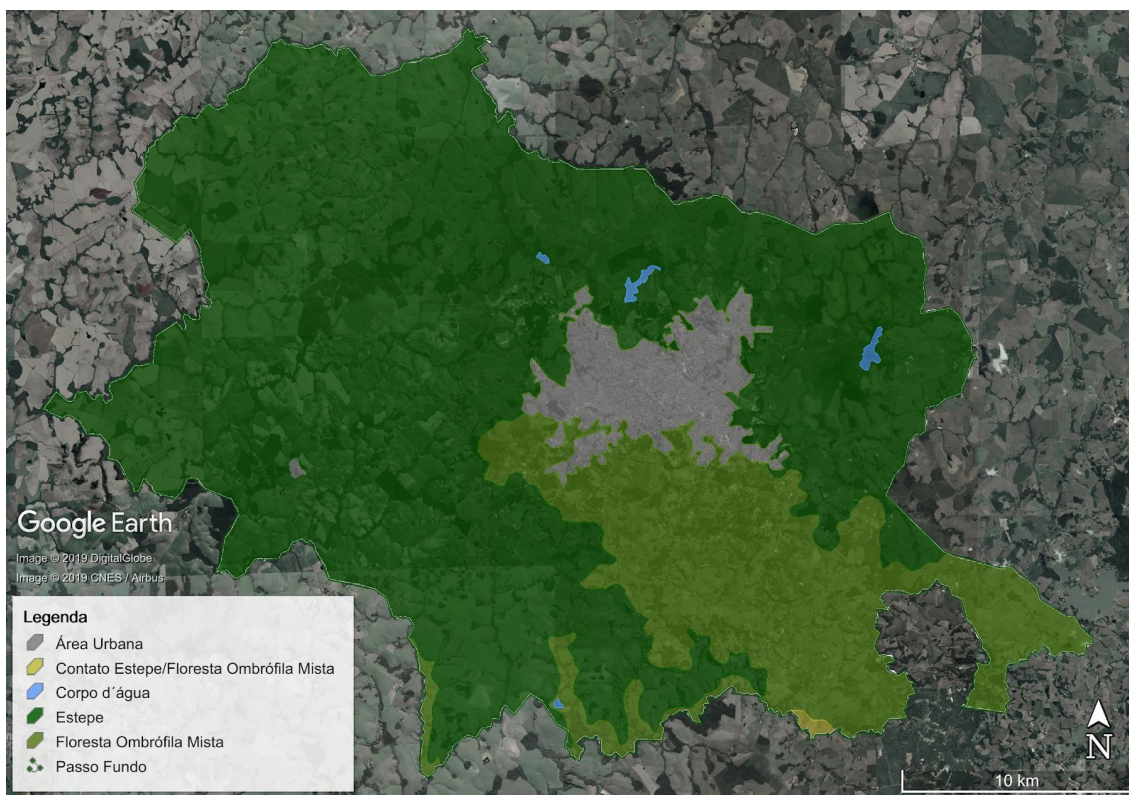 Google Earth
Image © 2019 DigitalGlobe
Image © 2019 CNES / Airbus
Legenda
Área Urbana
Contato Estepe/Floresta Ombrófila Mista
Corpo d´água
Estepe
Floresta Ombrófila Mista
Passo Fundo
N
10 km